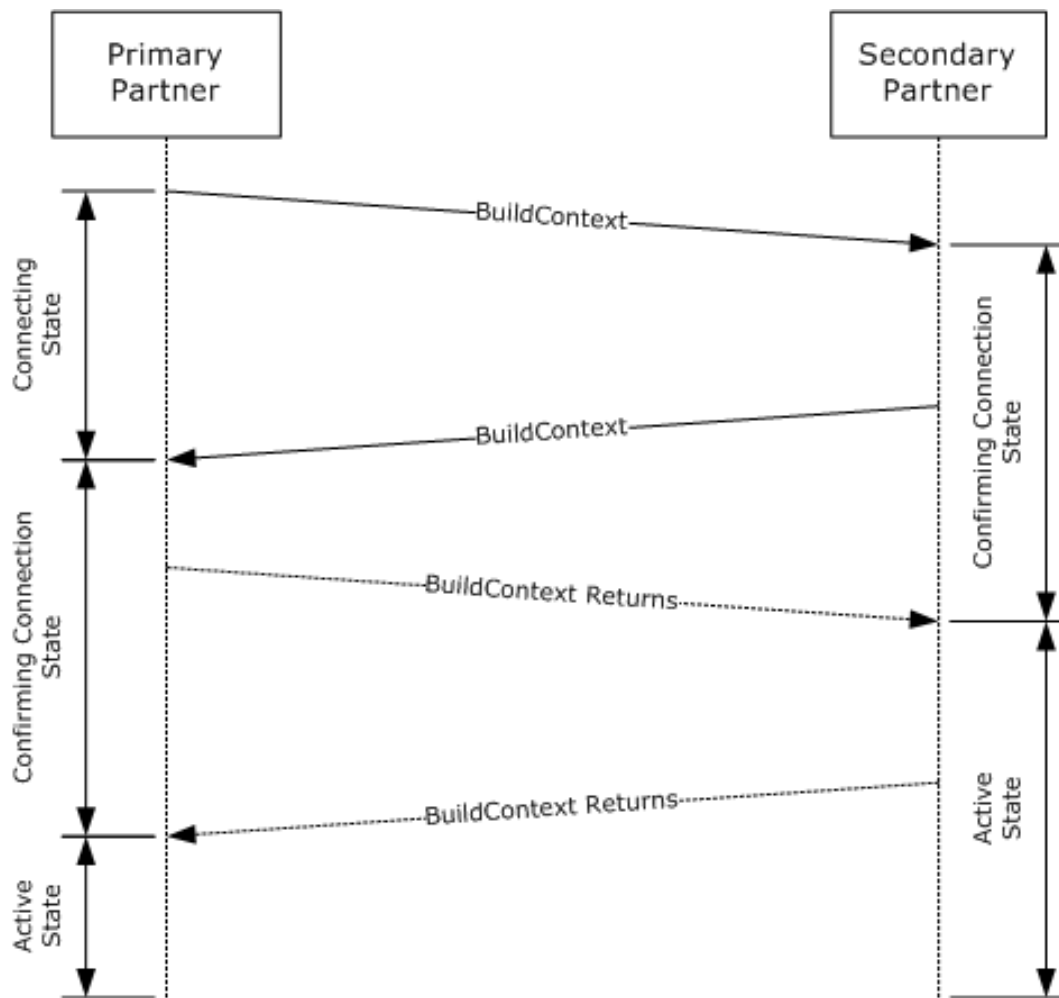 Primary
Partner
Secondary
Partner
BuildContext
Connecting
State
Confirming Connection
State
BuildContext
Confirming Connection
State
BuildContext Returns
BuildContext Returns
Active
State
Active
State